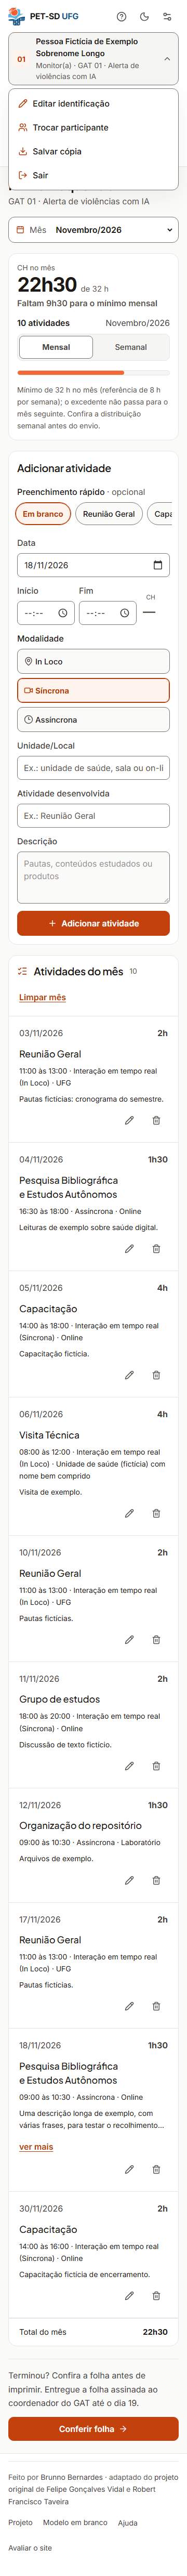 PET-SD UFG
01
Pessoa Fictícia de Exemplo
Sobrenome Longo
Monitor(a) · GAT 01 · Alerta de
violências com IA
Editar identificação
Trocar participante
Salvar cópia
Sair
GAT 01 · Alerta de violências com IA
Mês Novembro/2026
CH no mês
22h30 de 32 h
Faltam 9h30 para o mínimo mensal
10 atividades Novembro/2026
Mensal Semanal
Mínimo de 32 h no mês (referência de 8 h
por semana); o excedente não passa para o
mês seguinte. Confira a distribuição
semanal antes do envio.
Adicionar atividade
Preenchimento rápido · opcional
Em branco Reunião Geral Capa
Data
18/11/2026
Início Fim CH
--:-- --:-- —
Modalidade
In Loco
Síncrona
Assíncrona
Unidade/Local
Ex.: unidade de saúde, sala ou on-li
Atividade desenvolvida
Ex.: Reunião Geral
Descrição
Pautas, conteúdos estudados ou
produtos
+ Adicionar atividade
Atividades do mês 10
Limpar mês
03/11/2026 2h
Reunião Geral
11:00 às 13:00 · Interação em tempo real
(In Loco) · UFG
Pautas fictícias: cronograma do semestre.
04/11/2026 1h30
Pesquisa Bibliográfica
e Estudos Autônomos
16:30 às 18:00 · Assíncrona · Online
Leituras de exemplo sobre saúde digital.
05/11/2026 4h
Capacitação
14:00 às 18:00 · Interação em tempo real
(Síncrona) · Online
Capacitação fictícia.
06/11/2026 4h
Visita Técnica
08:00 às 12:00 · Interação em tempo real
(In Loco) · Unidade de saúde (fictícia) com
nome bem comprido
Visita de exemplo.
10/11/2026 2h
Reunião Geral
11:00 às 13:00 · Interação em tempo real
(In Loco) · UFG
Pautas fictícias.
11/11/2026 2h
Grupo de estudos
18:00 às 20:00 · Interação em tempo real
(Síncrona) · Online
Discussão de texto fictício.
12/11/2026 1h30
Organização do repositório
09:00 às 10:30 · Assíncrona · Laboratório
Arquivos de exemplo.
17/11/2026 2h
Reunião Geral
11:00 às 13:00 · Interação em tempo real
(In Loco) · UFG
Pautas fictícias.
18/11/2026 1h30
Pesquisa Bibliográfica
e Estudos Autônomos
09:00 às 10:30 · Assíncrona · Online
Uma descrição longa de exemplo, com
várias frases, para testar o recolhimento...
ver mais
30/11/2026 2h
Capacitação
14:00 às 16:00 · Interação em tempo real
(Síncrona) · Online
Capacitação fictícia de encerramento.
Total do mês 22h30
Terminou? Confira a folha antes de
imprimir. Entregue a folha assinada ao
coordenador do GAT até o dia 19.
Conferir folha →
Feito por Brunno Bernardes · adaptado do projeto
original de Felipe Gonçalves Vidal e Robert
Francisco Taveira
Projeto Modelo em branco Ajuda
Avaliar o site